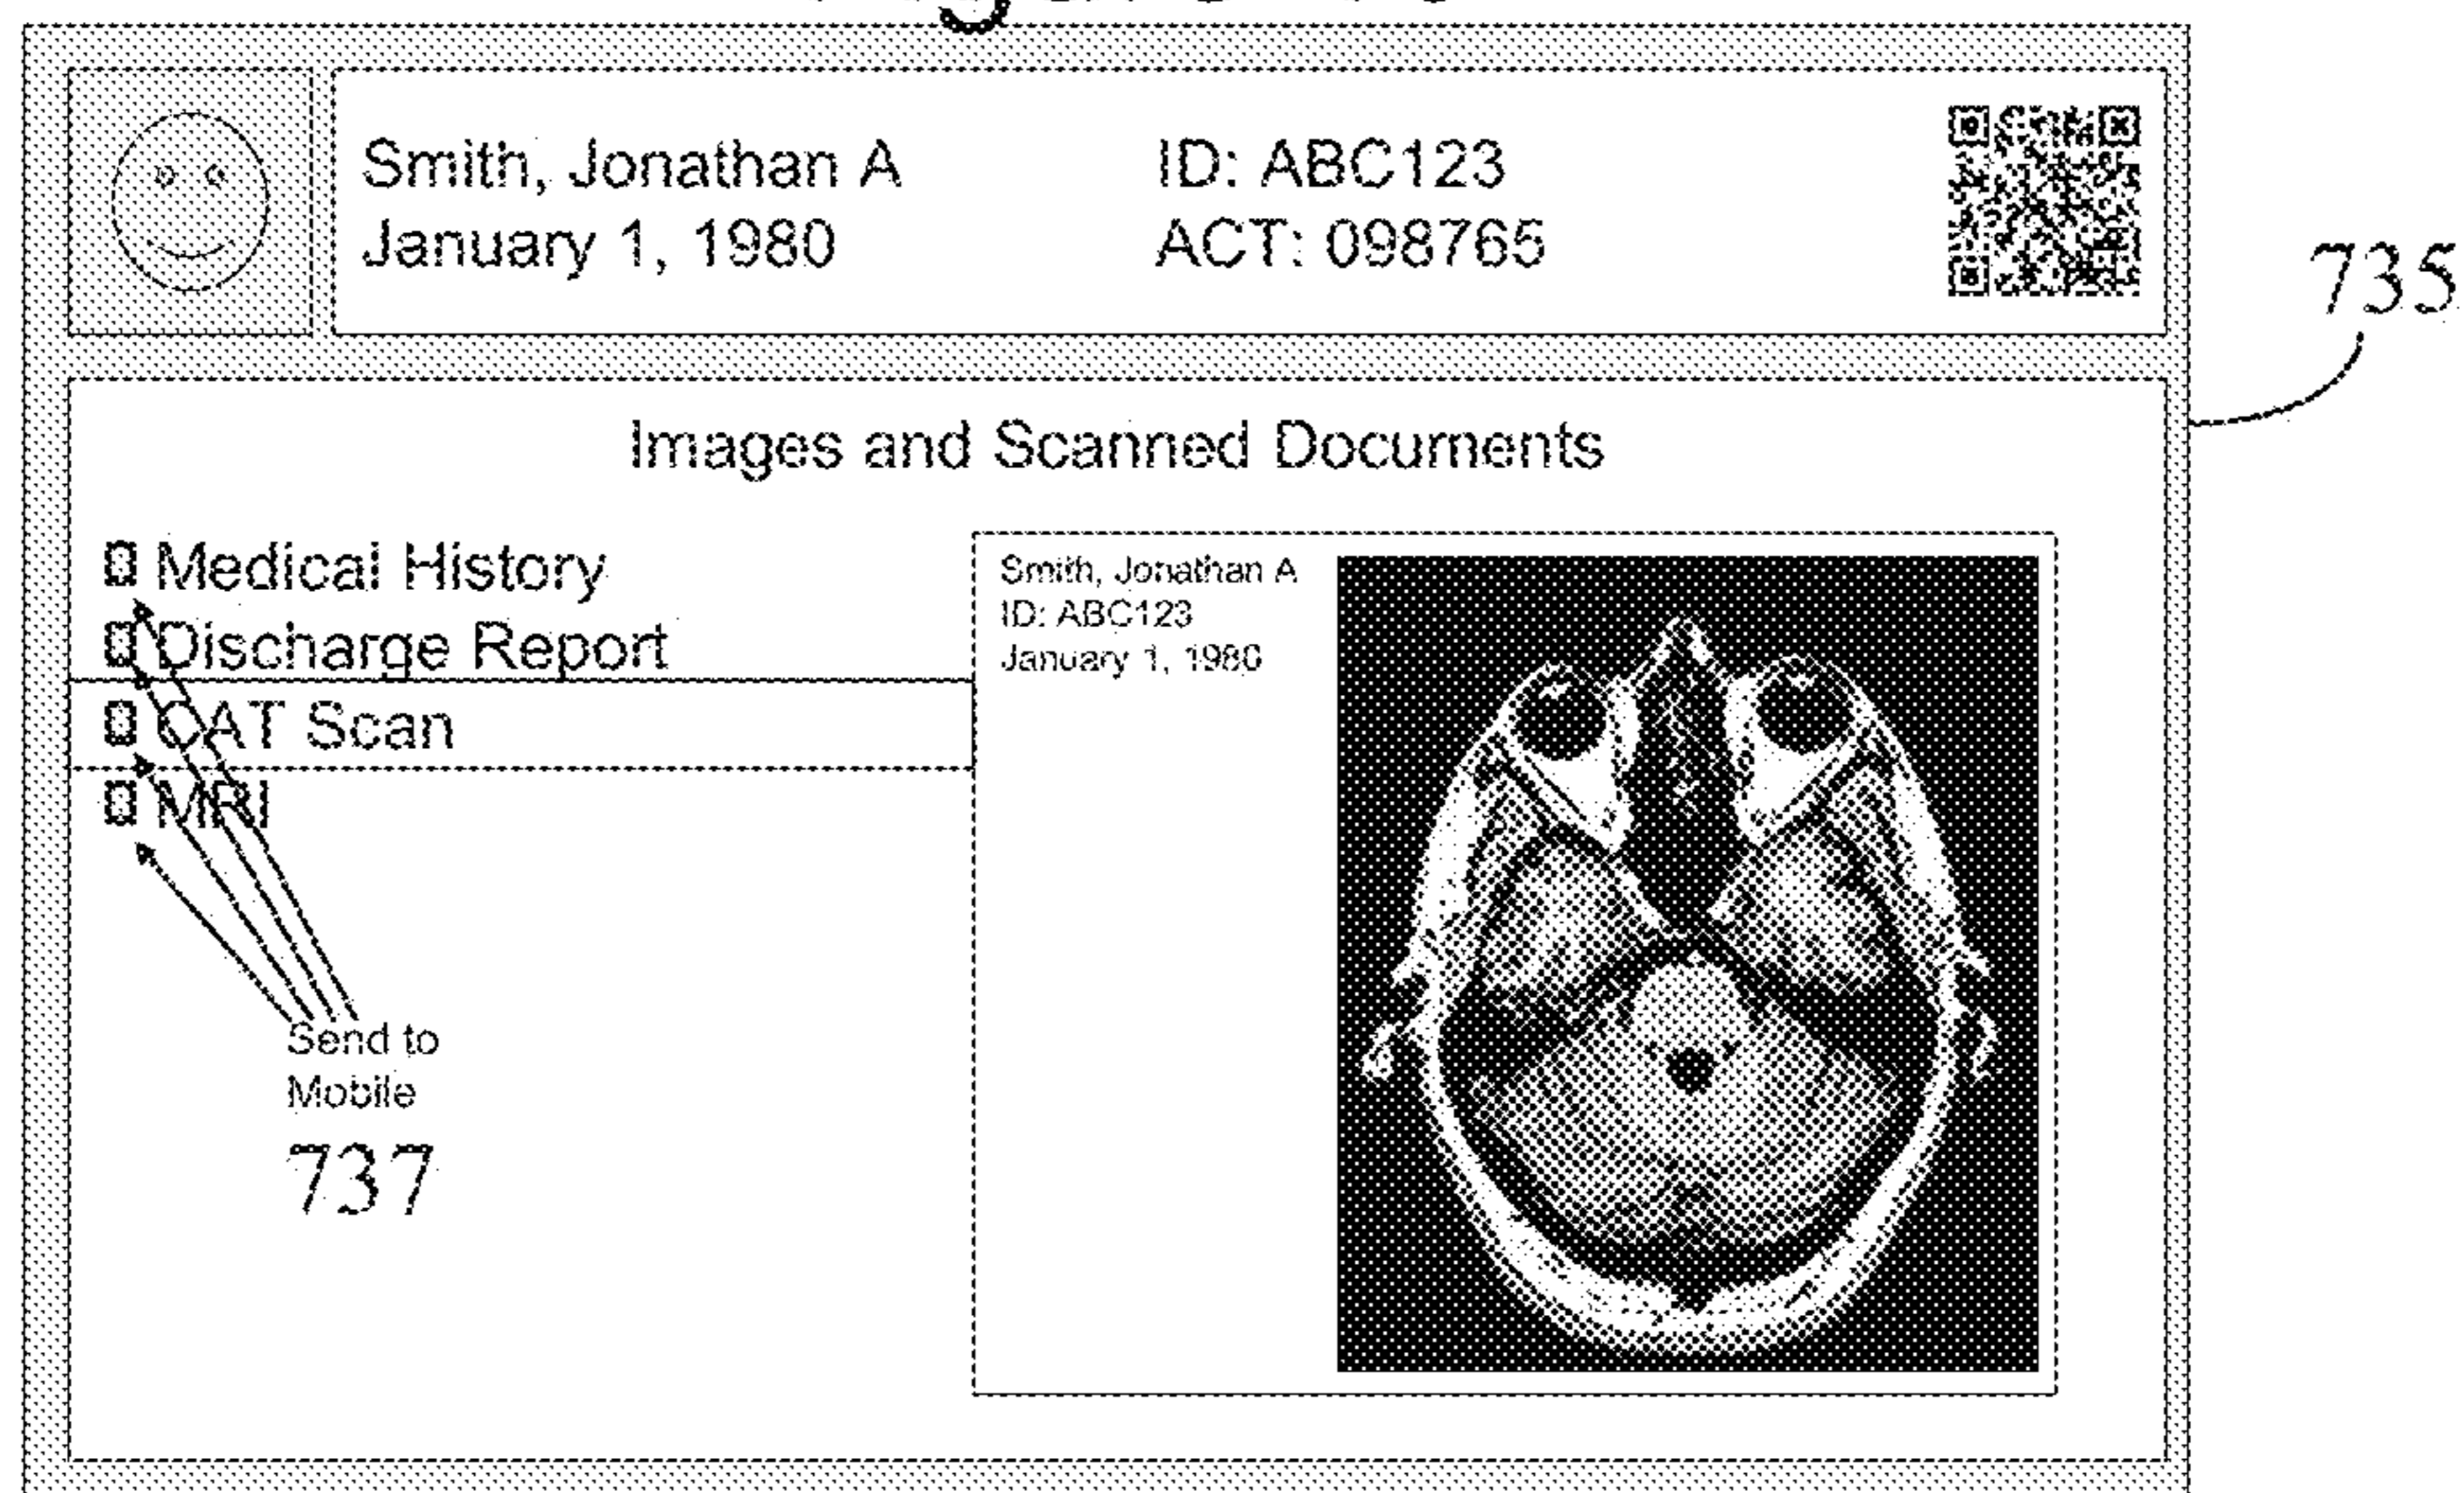 Smith, Jonathan A
January 1, 1980
ID: ABC123
ACT: 098765
735
Images and Scanned Documents
Medical History
Discharge Report
CAT Scan
MRI
Send to
Mobile
737
Smith, Jonathan A
ID: ABC123
January 1, 1980